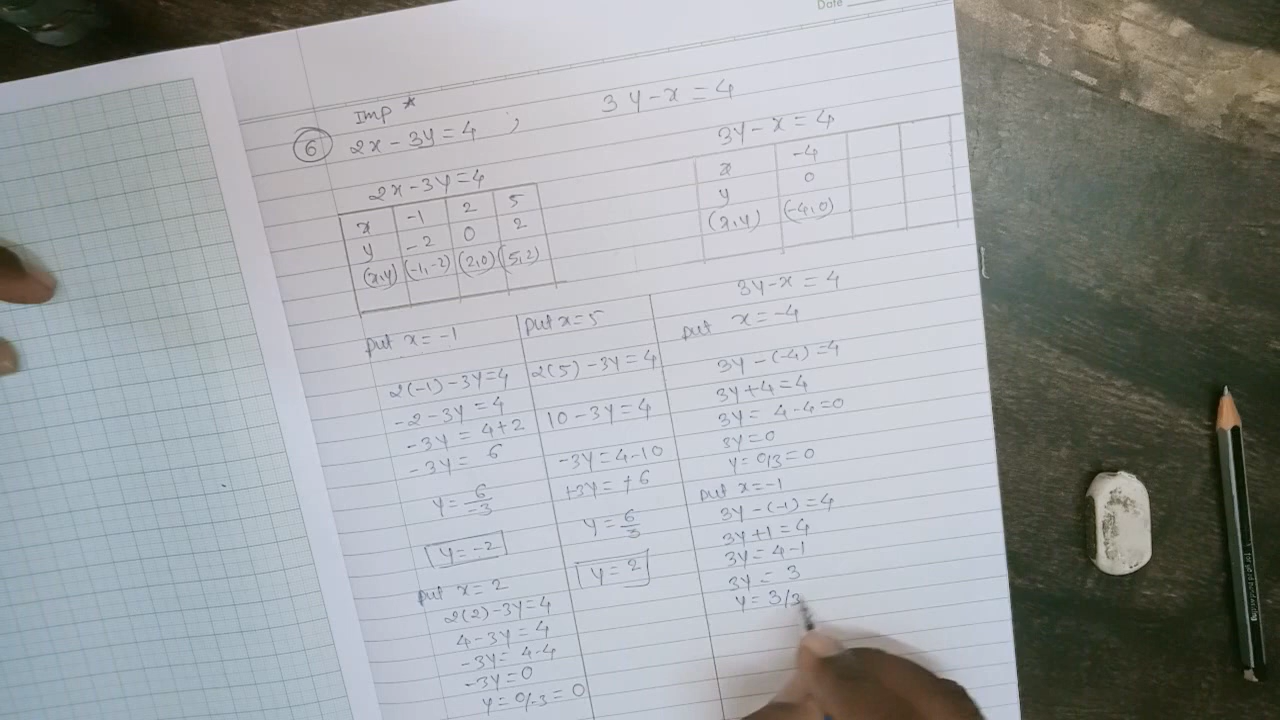 Date
Imp *
⑥ 2x - 3y = 4 ; 3y - x = 4
2x - 3y = 4
x -1 2 5
y -2 0 2
(x,y) (-1,-2) (2,0) (5,2)
3y - x = 4
x -4
y 0
(x,y) (-4,0)
put x = -1
2(-1) - 3y = 4
-2 - 3y = 4
-3y = 4+2
-3y = 6
y = 6/-3
y = -2
put x = 2
2(2) - 3y = 4
4 - 3y = 4
-3y = 4-4
-3y = 0
y = 0/-3 = 0
put x = 5
2(5) - 3y = 4
10 - 3y = 4
-3y = 4-10
+3y = +6
y = 6/3
y = 2
3y - x = 4
put x = -4
3y - (-4) = 4
3y + 4 = 4
3y = 4-4 = 0
3y = 0
y = 0/3 = 0
put x = -1
3y - (-1) = 4
3y + 1 = 4
3y = 4-1
3y = 3
y = 3/3